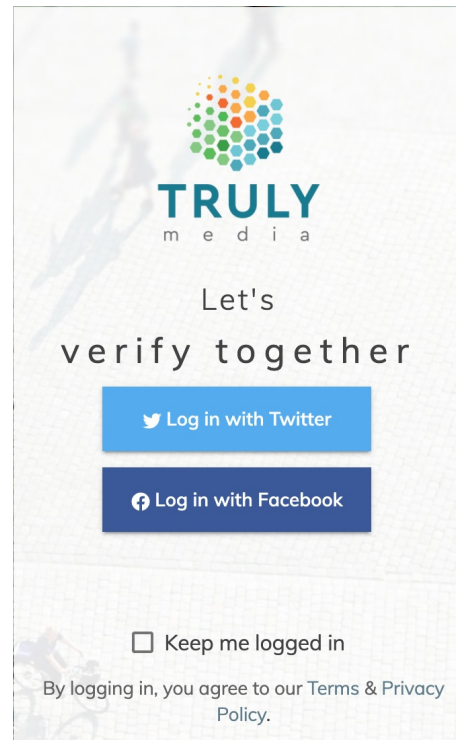 TRULY
media
Let's
verify together
Log in with Twitter
Log in with Facebook
Keep me logged in
By logging in, you agree to our Terms & Privacy
Policy.